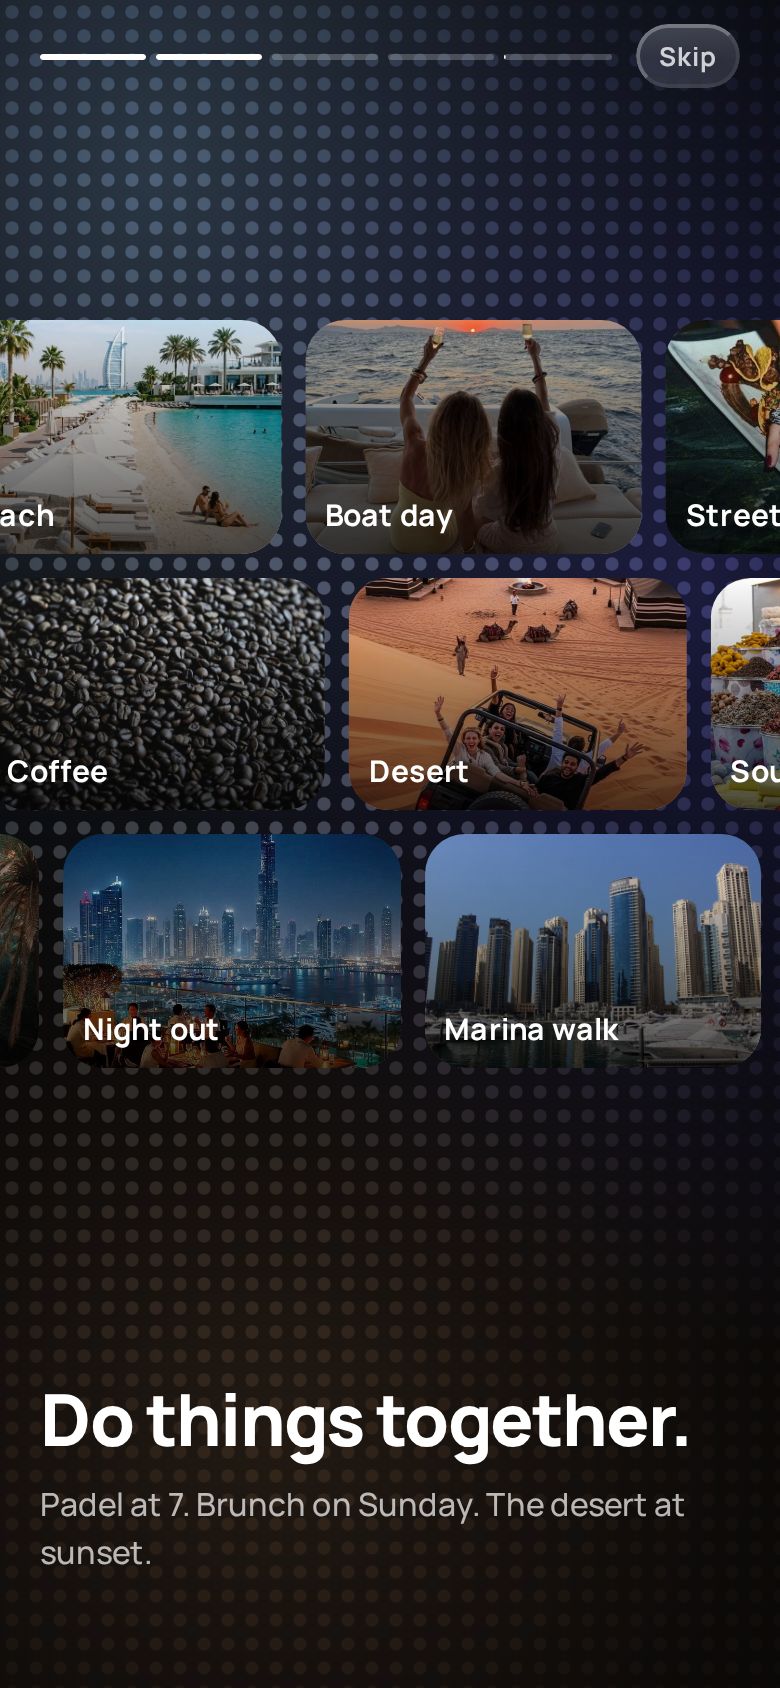 Skip
ach
Boat day
Street
Coffee
Desert
Sou
Night out
Marina walk
Do things together.
Padel at 7. Brunch on Sunday. The desert at
sunset.